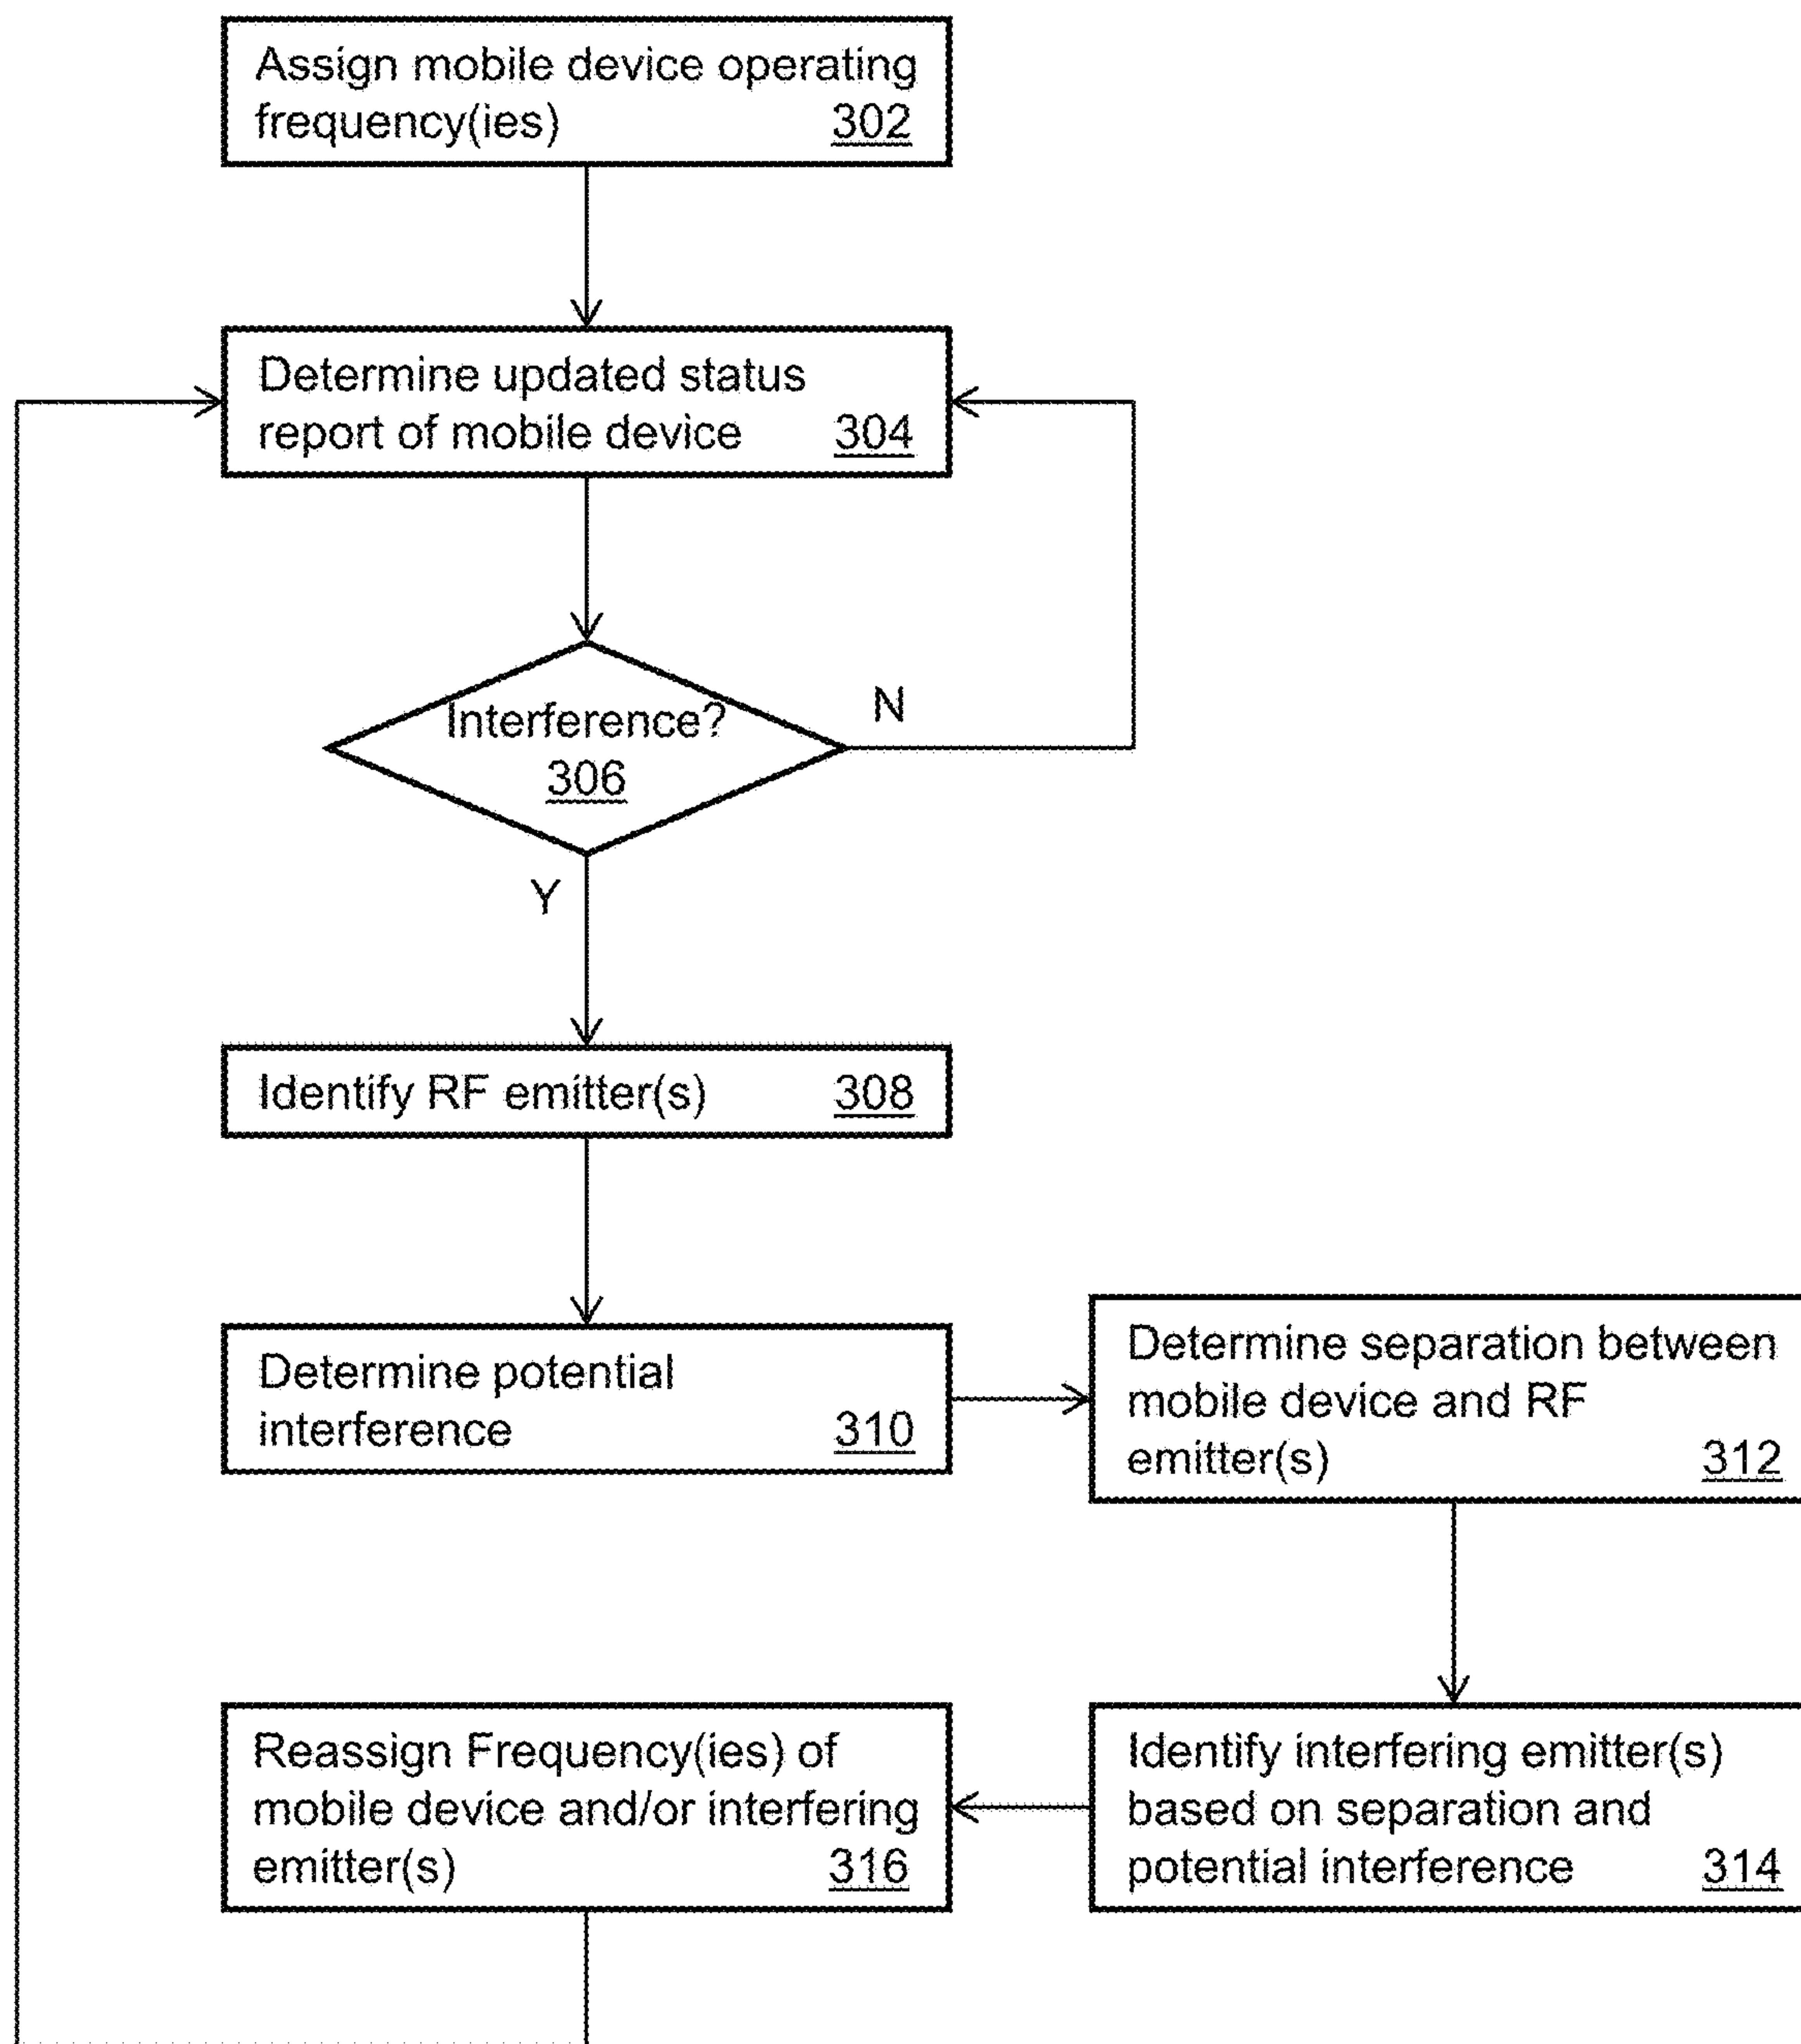 Assign mobile device operating
frequency(ies) 302
Determine updated status
report of mobile device 304
Interference?
306
N
Y
Identify RF emitter(s) 308
Determine potential
interference 310
Determine separation between
mobile device and RF
emitter(s) 312
Identify interfering emitter(s)
based on separation and
potential interference 314
Reassign Frequency(ies) of
mobile device and/or interfering
emitter(s) 316